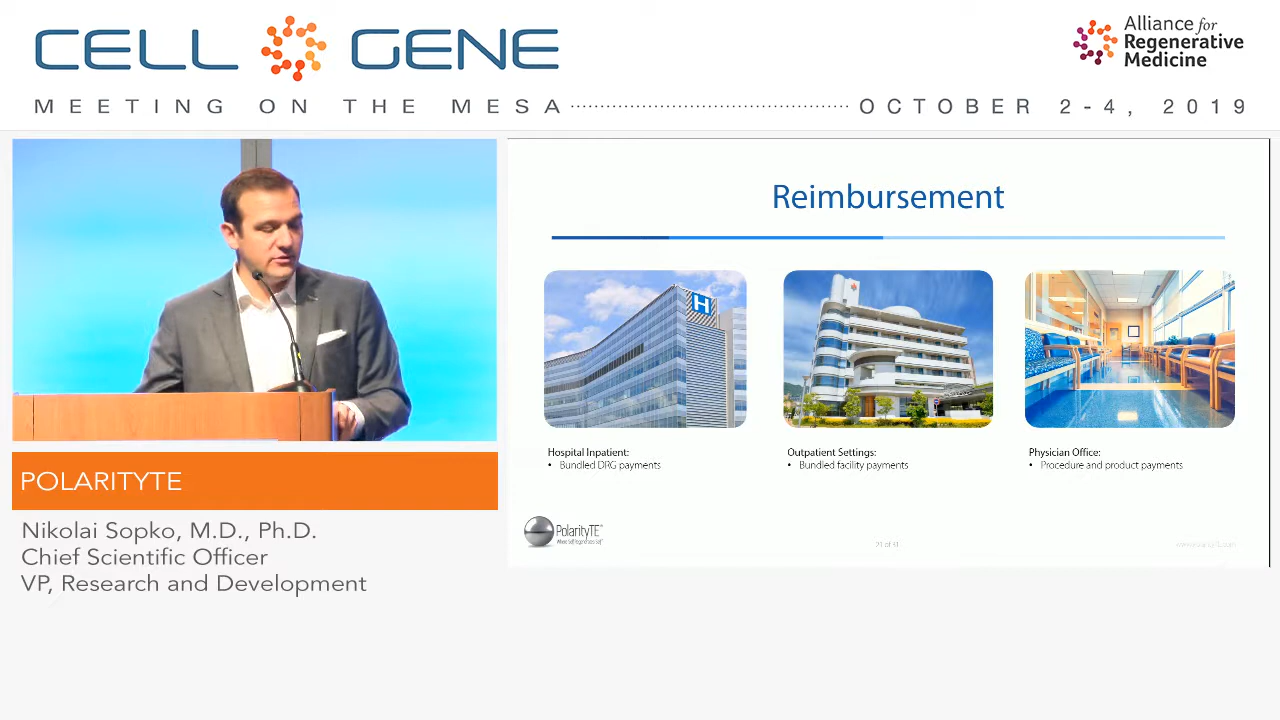 CELL GENE
Alliance for
Regenerative
Medicine
MEETING ON THE MESA
OCTOBER 2-4, 2019
Reimbursement
H
Hospital Inpatient:
• Bundled DRG payments
Outpatient Settings:
• Bundled facility payments
Physician Office:
• Procedure and product payments
PolarityTE
POLARITYTE
Nikolai Sopko, M.D., Ph.D.
Chief Scientific Officer
VP, Research and Development